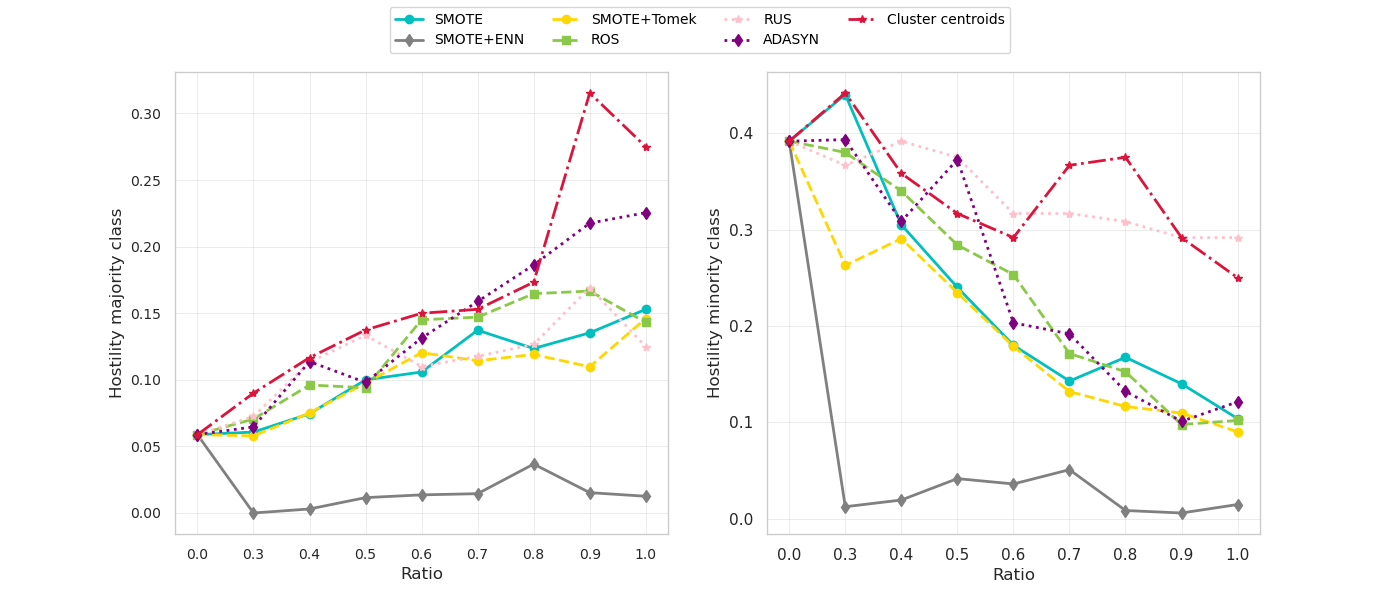 SMOTE SMOTE+Tomek RUS Cluster centroids
SMOTE+ENN ROS ADASYN
Hostility majority class
0.30
0.25
0.20
0.15
0.10
0.05
0.00
0.0 0.3 0.4 0.5 0.6 0.7 0.8 0.9 1.0
Ratio
Hostility minority class
0.4
0.3
0.2
0.1
0.0
0.0 0.3 0.4 0.5 0.6 0.7 0.8 0.9 1.0
Ratio